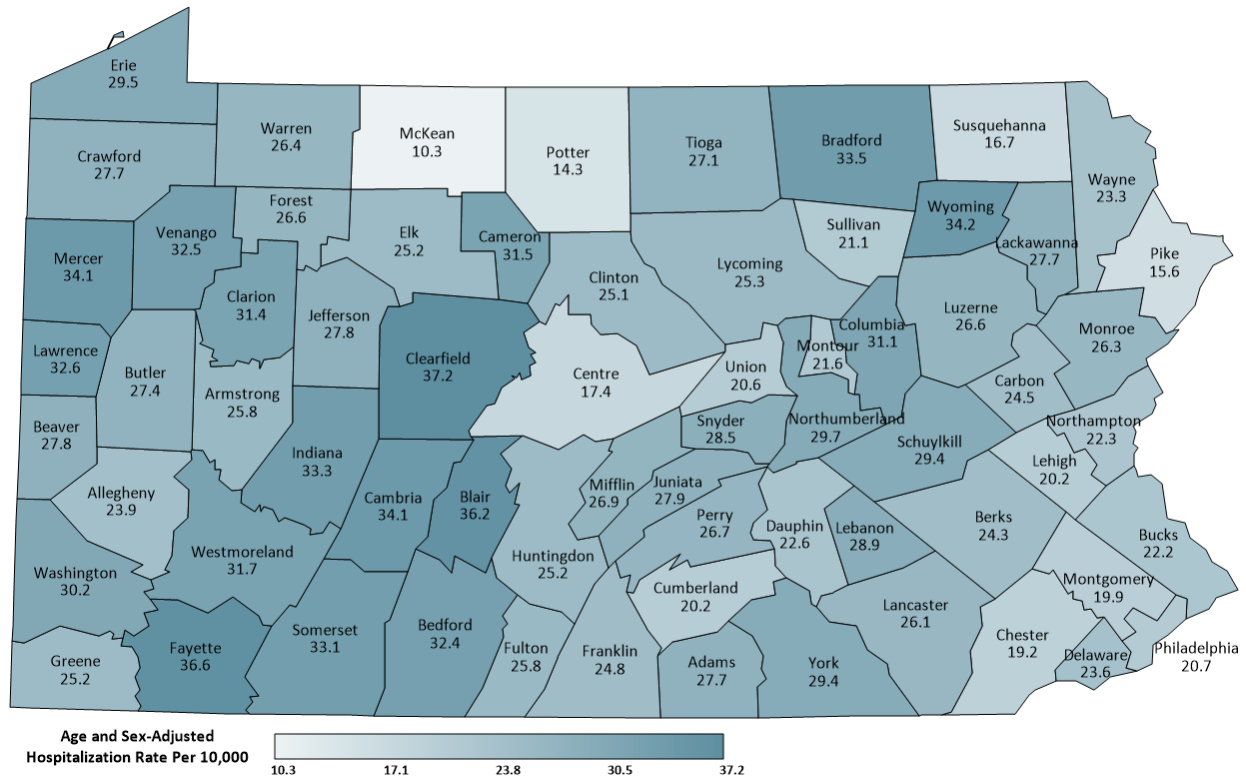 Erie
29.5
Warren
26.4
McKean
10.3
Potter
14.3
Tioga
27.1
Bradford
33.5
Susquehanna
16.7
Crawford
27.7
Wayne
23.3
Forest
26.6
Venango
32.5
Elk
25.2
Cameron
31.5
Sullivan
21.1
Wyoming
34.2
Lackawanna
27.7
Pike
15.6
Mercer
34.1
Clarion
31.4
Clinton
25.1
Lycoming
25.3
Jefferson
27.8
Columbia
31.1
Luzerne
26.6
Monroe
26.3
Lawrence
32.6
Butler
27.4
Clearfield
37.2
Centre
17.4
Union
20.6
Montour
21.6
Carbon
24.5
Armstrong
25.8
Beaver
27.8
Snyder
28.5
Northumberland
29.7
Schuylkill
29.4
Northampton
22.3
Indiana
33.3
Lehigh
20.2
Allegheny
23.9
Cambria
34.1
Blair
36.2
Mifflin
26.9
Juniata
27.9
Perry
26.7
Dauphin
22.6
Lebanon
28.9
Berks
24.3
Bucks
22.2
Westmoreland
31.7
Huntingdon
25.2
Washington
30.2
Cumberland
20.2
Montgomery
19.9
Lancaster
26.1
Bedford
32.4
Somerset
33.1
Chester
19.2
Fayette
36.6
Fulton
25.8
Franklin
24.8
Adams
27.7
York
29.4
Delaware
23.6
Philadelphia
20.7
Greene
25.2
Age and Sex-Adjusted
Hospitalization Rate Per 10,000
10.3 17.1 23.8 30.5 37.2